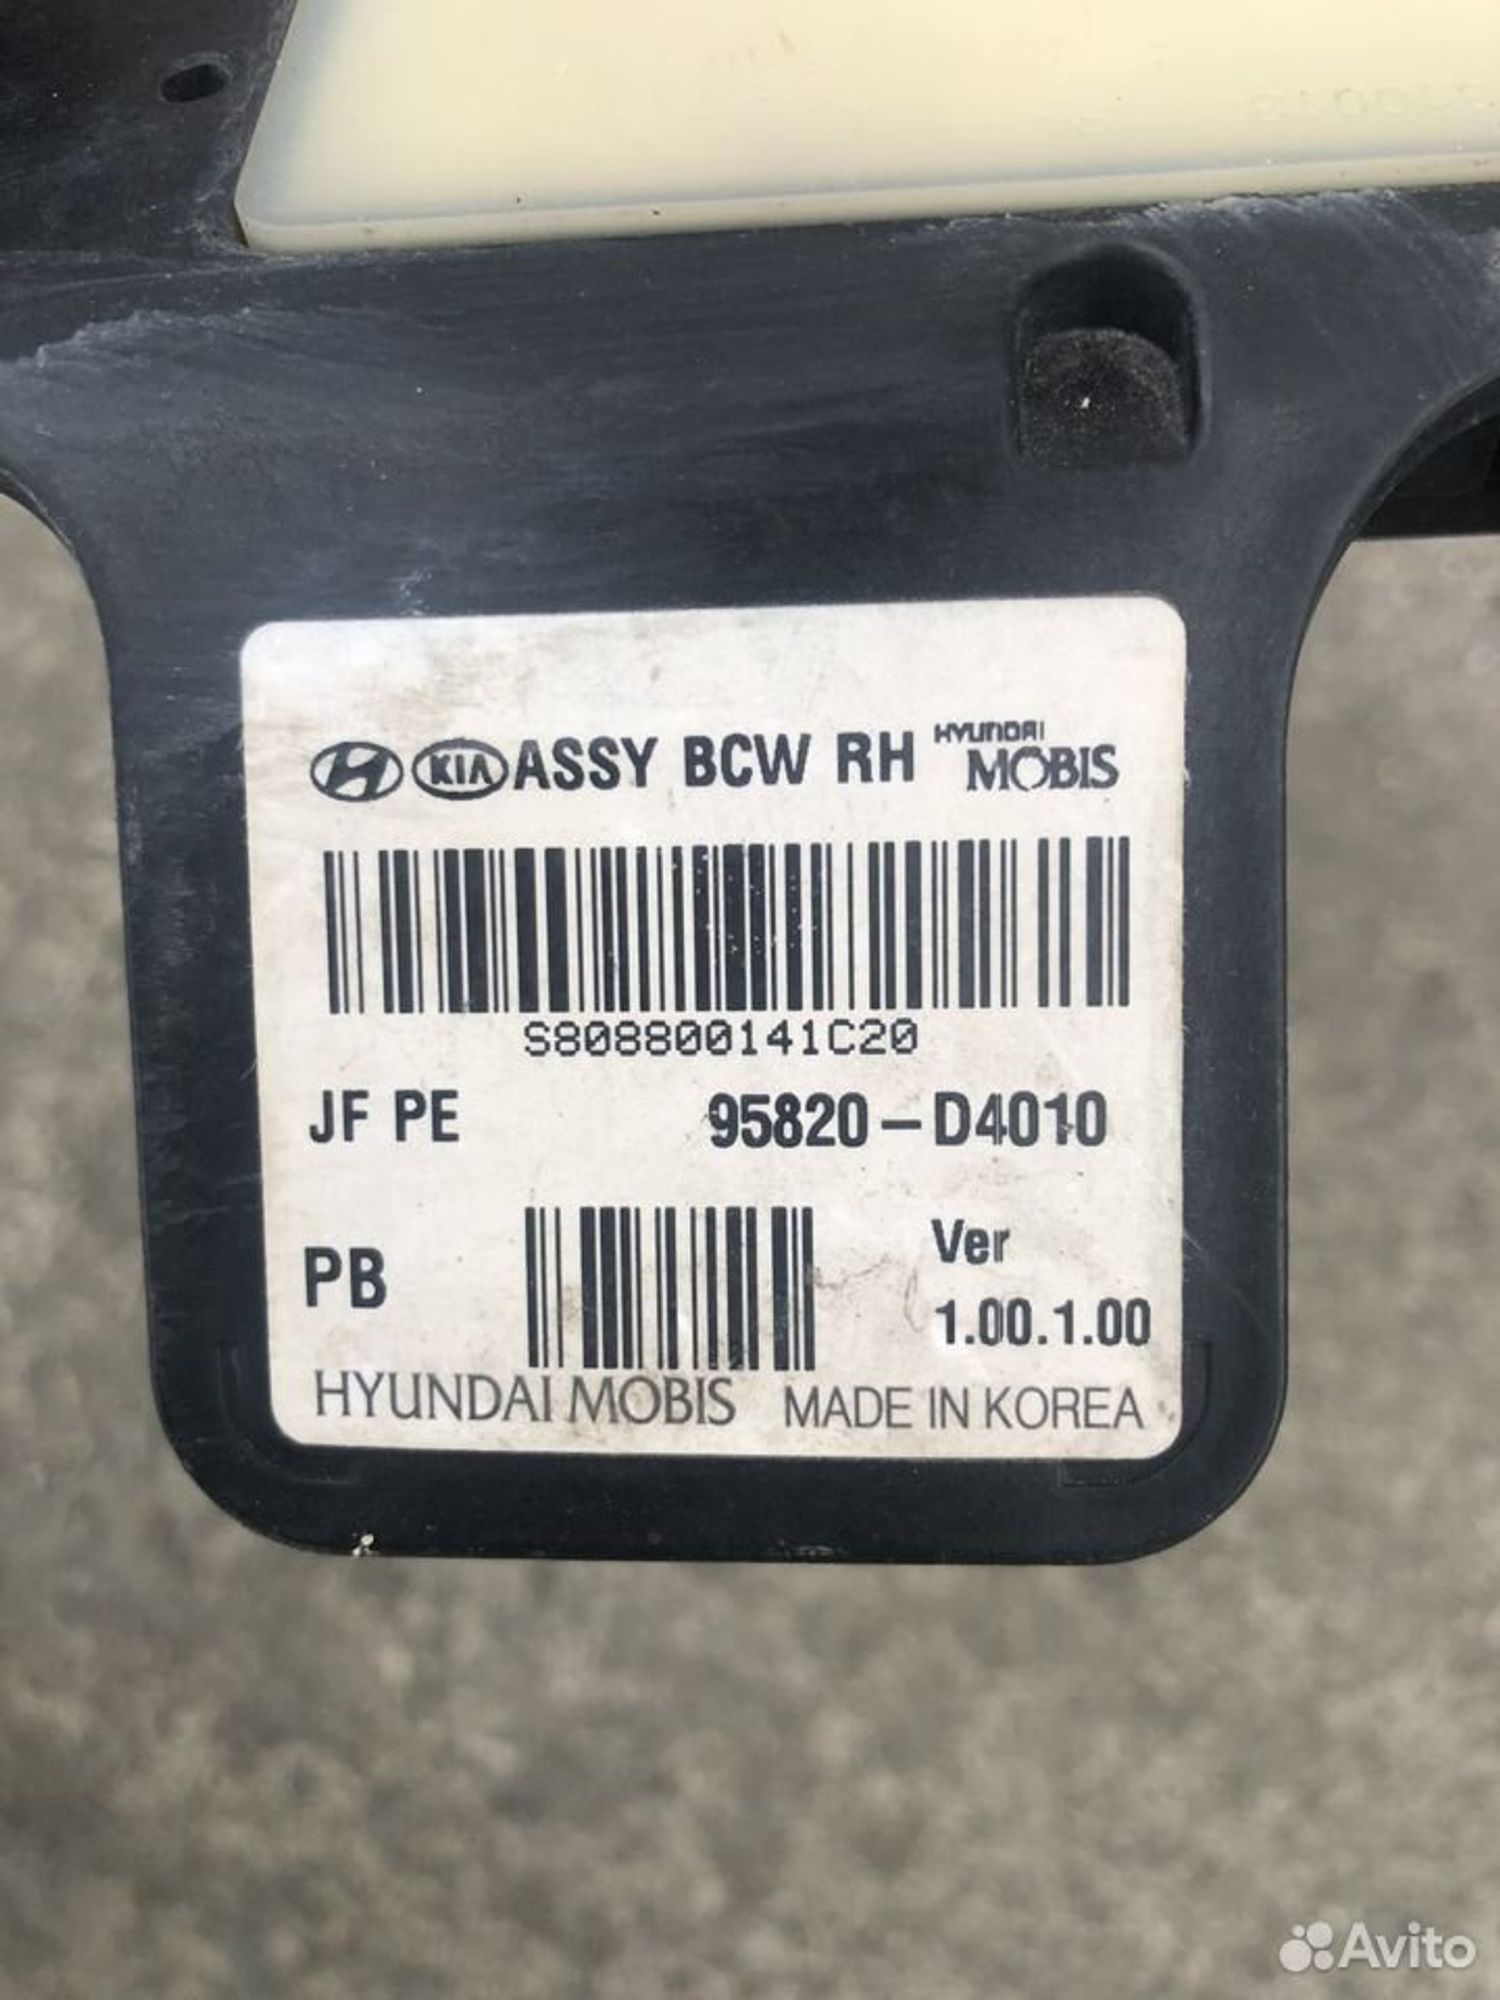 KIA ASSY BCW RH HYUNDAI MOBIS
S808800141C20
JF PE 95820-D4010
PB Ver
1.00.1.00
HYUNDAI MOBIS MADE IN KOREA
Avito